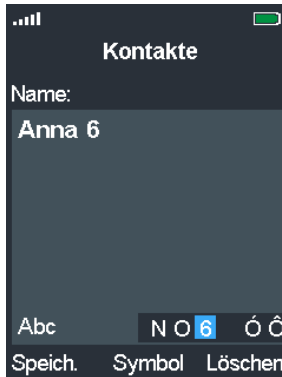 Kontakte
Name:
Anna 6
Abc N O 6 Ó Ô
Speich. Symbol Löschen